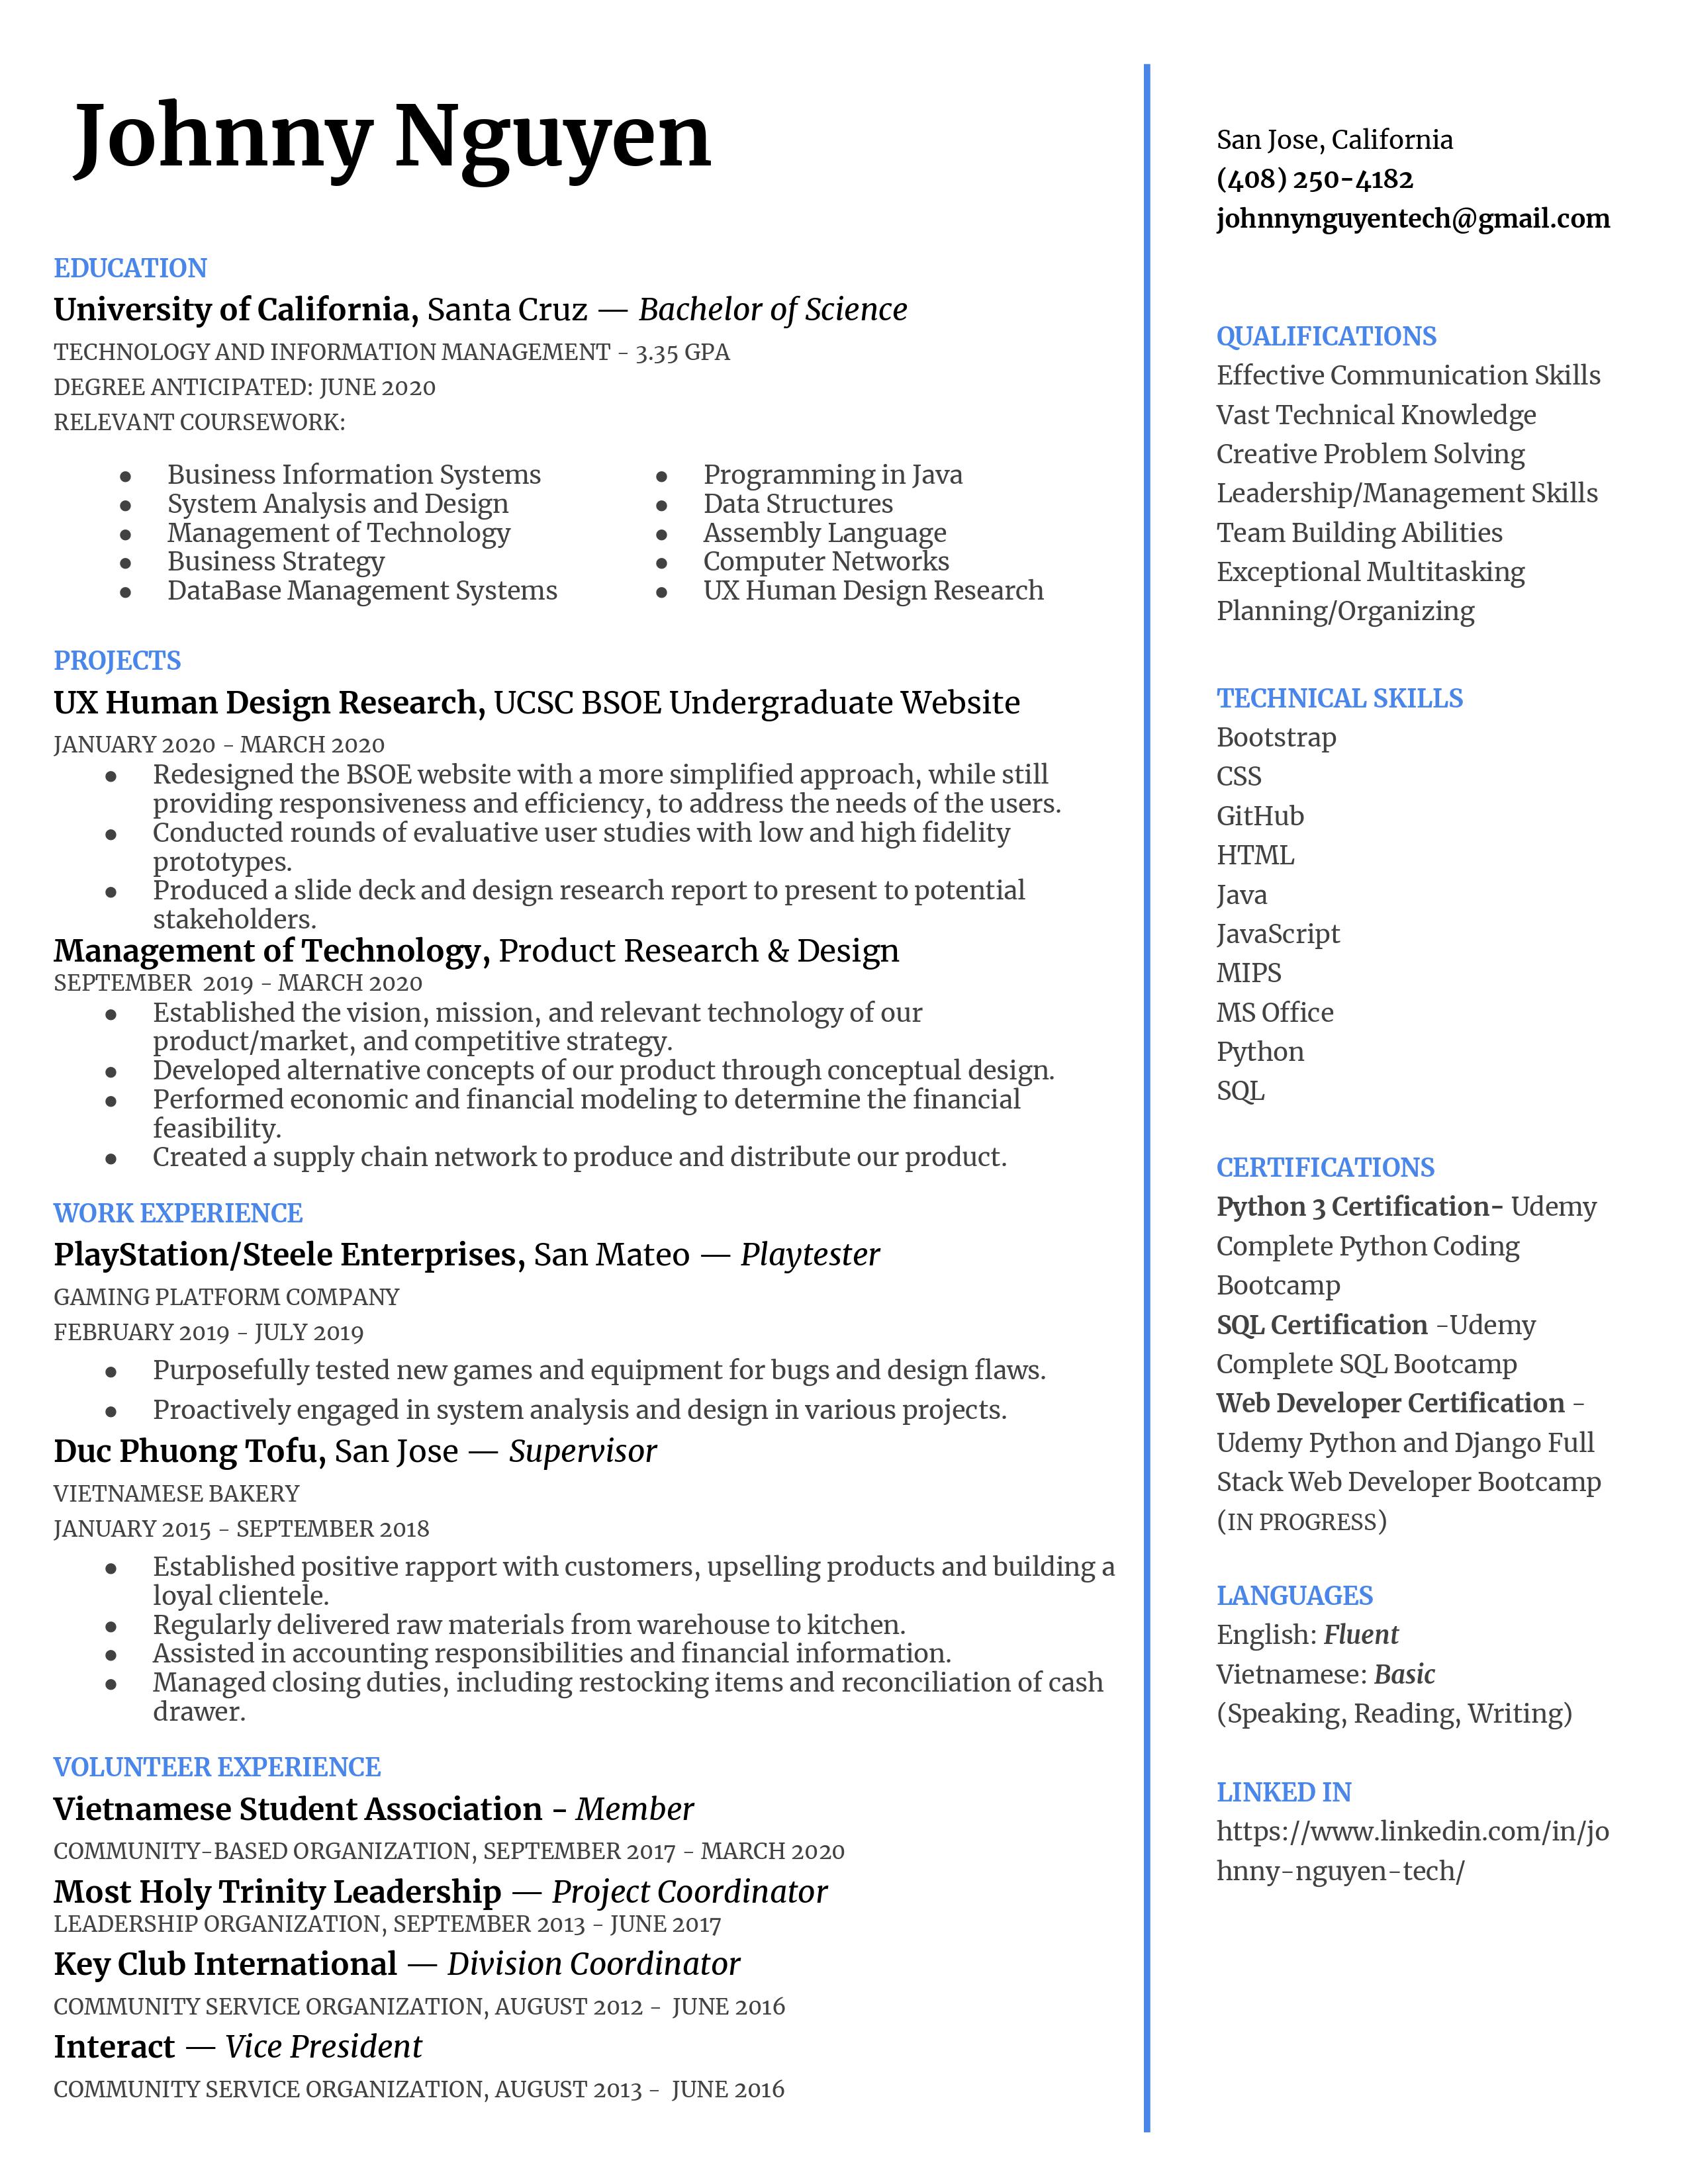 Johnny Nguyen
EDUCATION
University of California, Santa Cruz — Bachelor of Science
TECHNOLOGY AND INFORMATION MANAGEMENT - 3.35 GPA
DEGREE ANTICIPATED: JUNE 2020
RELEVANT COURSEWORK:
● Business Information Systems
● System Analysis and Design
● Management of Technology
● Business Strategy
● DataBase Management Systems
● Programming in Java
● Data Structures
● Assembly Language
● Computer Networks
● UX Human Design Research
PROJECTS
UX Human Design Research, UCSC BSOE Undergraduate Website
JANUARY 2020 - MARCH 2020
● Redesigned the BSOE website with a more simplified approach, while still
providing responsiveness and efficiency, to address the needs of the users.
● Conducted rounds of evaluative user studies with low and high fidelity
prototypes.
● Produced a slide deck and design research report to present to potential
stakeholders.
Management of Technology, Product Research & Design
SEPTEMBER 2019 - MARCH 2020
● Established the vision, mission, and relevant technology of our
product/market, and competitive strategy.
● Developed alternative concepts of our product through conceptual design.
● Performed economic and financial modeling to determine the financial
feasibility.
● Created a supply chain network to produce and distribute our product.
WORK EXPERIENCE
PlayStation/Steele Enterprises, San Mateo — Playtester
GAMING PLATFORM COMPANY
FEBRUARY 2019 - JULY 2019
● Purposefully tested new games and equipment for bugs and design flaws.
● Proactively engaged in system analysis and design in various projects.
Duc Phuong Tofu, San Jose — Supervisor
VIETNAMESE BAKERY
JANUARY 2015 - SEPTEMBER 2018
● Established positive rapport with customers, upselling products and building a
loyal clientele.
● Regularly delivered raw materials from warehouse to kitchen.
● Assisted in accounting responsibilities and financial information.
● Managed closing duties, including restocking items and reconciliation of cash
drawer.
VOLUNTEER EXPERIENCE
Vietnamese Student Association - Member
COMMUNITY-BASED ORGANIZATION, SEPTEMBER 2017 - MARCH 2020
Most Holy Trinity Leadership — Project Coordinator
LEADERSHIP ORGANIZATION, SEPTEMBER 2013 - JUNE 2017
Key Club International — Division Coordinator
COMMUNITY SERVICE ORGANIZATION, AUGUST 2012 - JUNE 2016
Interact — Vice President
COMMUNITY SERVICE ORGANIZATION, AUGUST 2013 - JUNE 2016
San Jose, California
(408) 250-4182
johnnynguyentech@gmail.com
QUALIFICATIONS
Effective Communication Skills
Vast Technical Knowledge
Creative Problem Solving
Leadership/Management Skills
Team Building Abilities
Exceptional Multitasking
Planning/Organizing
TECHNICAL SKILLS
Bootstrap
CSS
GitHub
HTML
Java
JavaScript
MIPS
MS Office
Python
SQL
CERTIFICATIONS
Python 3 Certification- Udemy
Complete Python Coding
Bootcamp
SQL Certification -Udemy
Complete SQL Bootcamp
Web Developer Certification -
Udemy Python and Django Full
Stack Web Developer Bootcamp
(IN PROGRESS)
LANGUAGES
English: Fluent
Vietnamese: Basic
(Speaking, Reading, Writing)
LINKED IN
https://www.linkedin.com/in/jo
hnny-nguyen-tech/